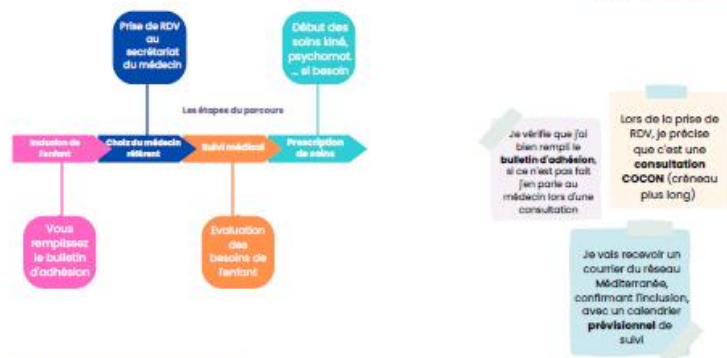 Prise de RDV
au
secrétariat
du médecin
Début des
soins kiné,
psychomot.
... si besoin
Les étapes du parcours
Inclusion de
l'enfant
Choix du médecin
référent
Suivi médical
Prescription
de soins
Vous
remplissez
le bulletin
d'adhésion
Evaluation
des
besoins de
l'enfant
Je vérifie que j'ai
bien rempli le
bulletin d'adhésion,
si ce n'est pas fait
j'en parle au
médecin lors d'une
consultation
Lors de la prise de
RDV, je précise
que c'est une
consultation
COCON (créneau
plus long)
Je vais recevoir un
courrier du réseau
Méditerranée,
confirmant l'inclusion,
avec un calendrier
prévisionnel de
suivi